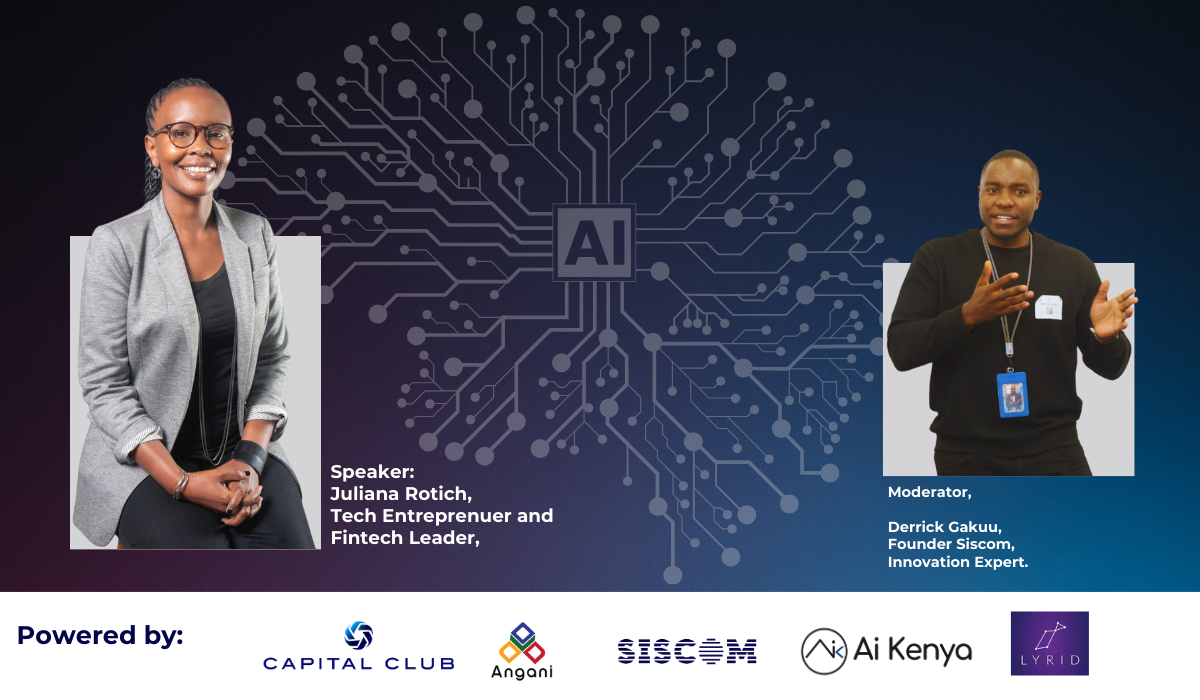 AI
Speaker:
Juliana Rotich,
Tech Entreprenuer and
Fintech Leader,
Moderator,
Derrick Gakuu,
Founder Siscom,
Innovation Expert.
Powered by:
CAPITAL CLUB
Angani
SISCOM
Ai
Ai Kenya
LYRID